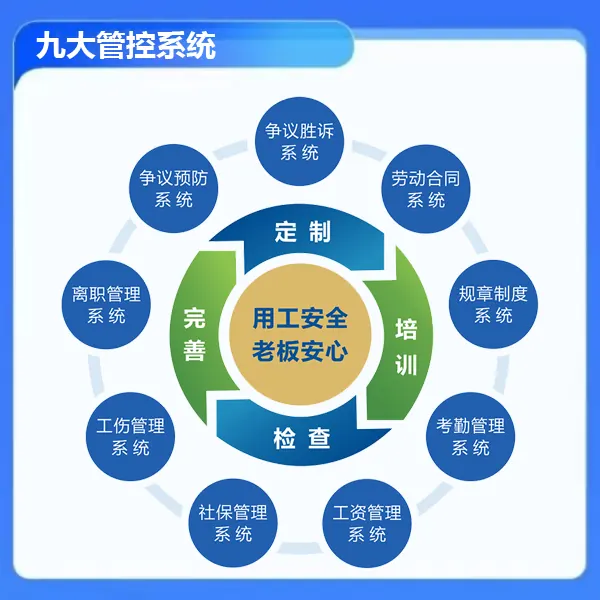 九大管控系统
争议胜诉
系统
劳动合同
系统
规章制度
系统
考勤管理
系统
工资管理
系统
社保管理
系统
工伤管理
系统
离职管理
系统
争议预防
系统
定制
培训
检查
完善
用工安全
老板安心